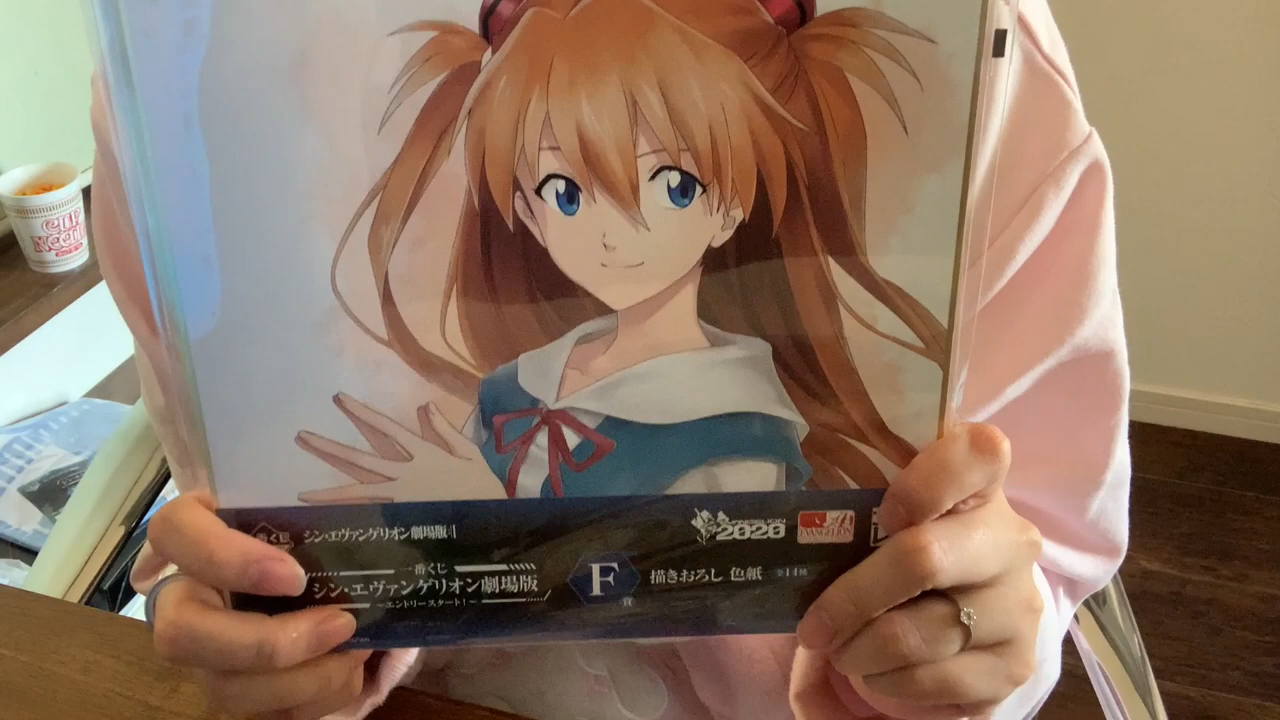 CUP
NOODLE
シン・エヴァンゲリオン劇場版𝄇
EVANGELION
2020
EVANGELION
一番くじ
シン・エヴァンゲリオン劇場版
~エントリースタート!~
F
賞
描きおろし 色紙 全14種